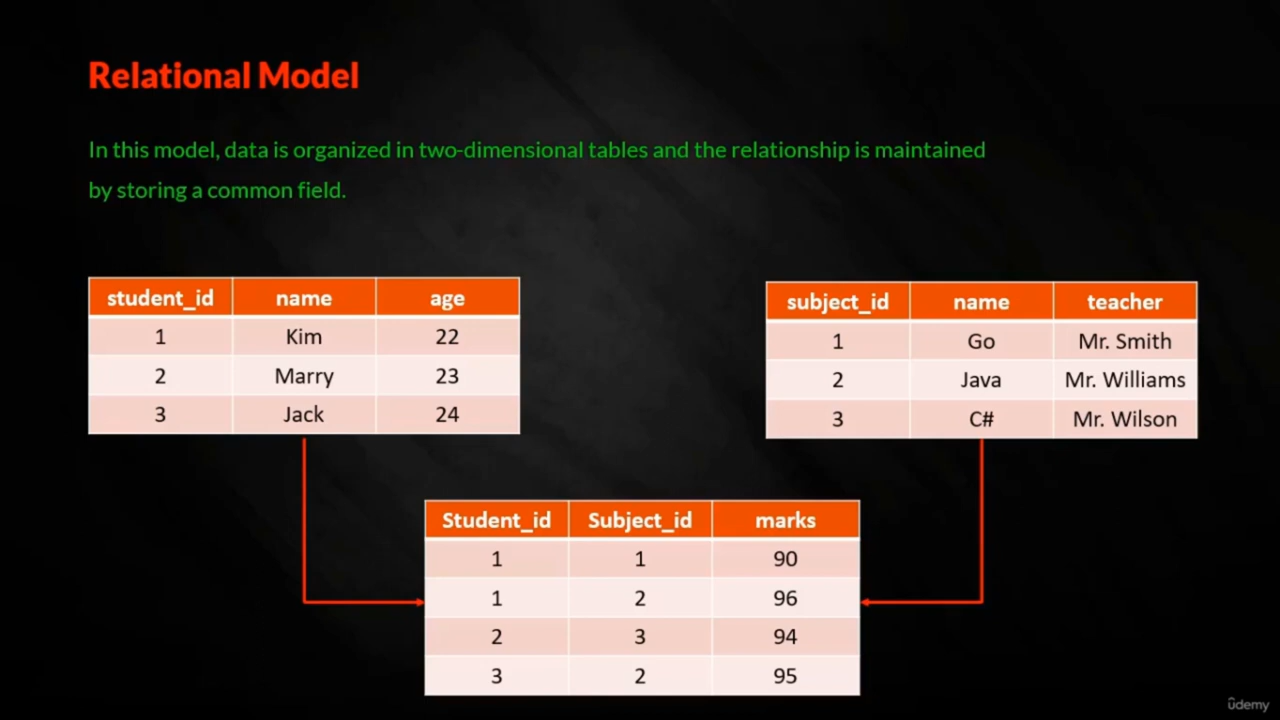 Relational Model
In this model, data is organized in two-dimensional tables and the relationship is maintained
by storing a common field.
student_id name age
1 Kim 22
2 Marry 23
3 Jack 24
subject_id name teacher
1 Go Mr. Smith
2 Java Mr. Williams
3 C# Mr. Wilson
Student_id Subject_id marks
1 1 90
1 2 96
2 3 94
3 2 95
ûdemy